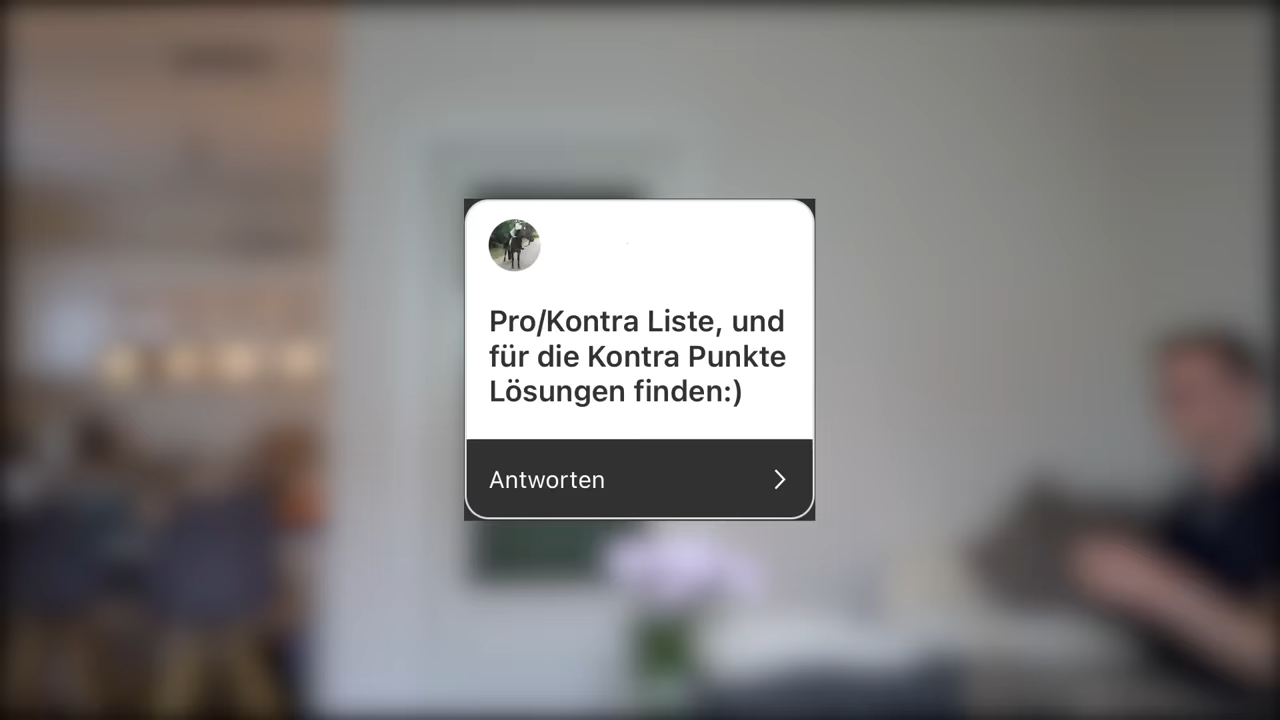 Pro/Kontra Liste, und
für die Kontra Punkte
Lösungen finden:)
Antworten